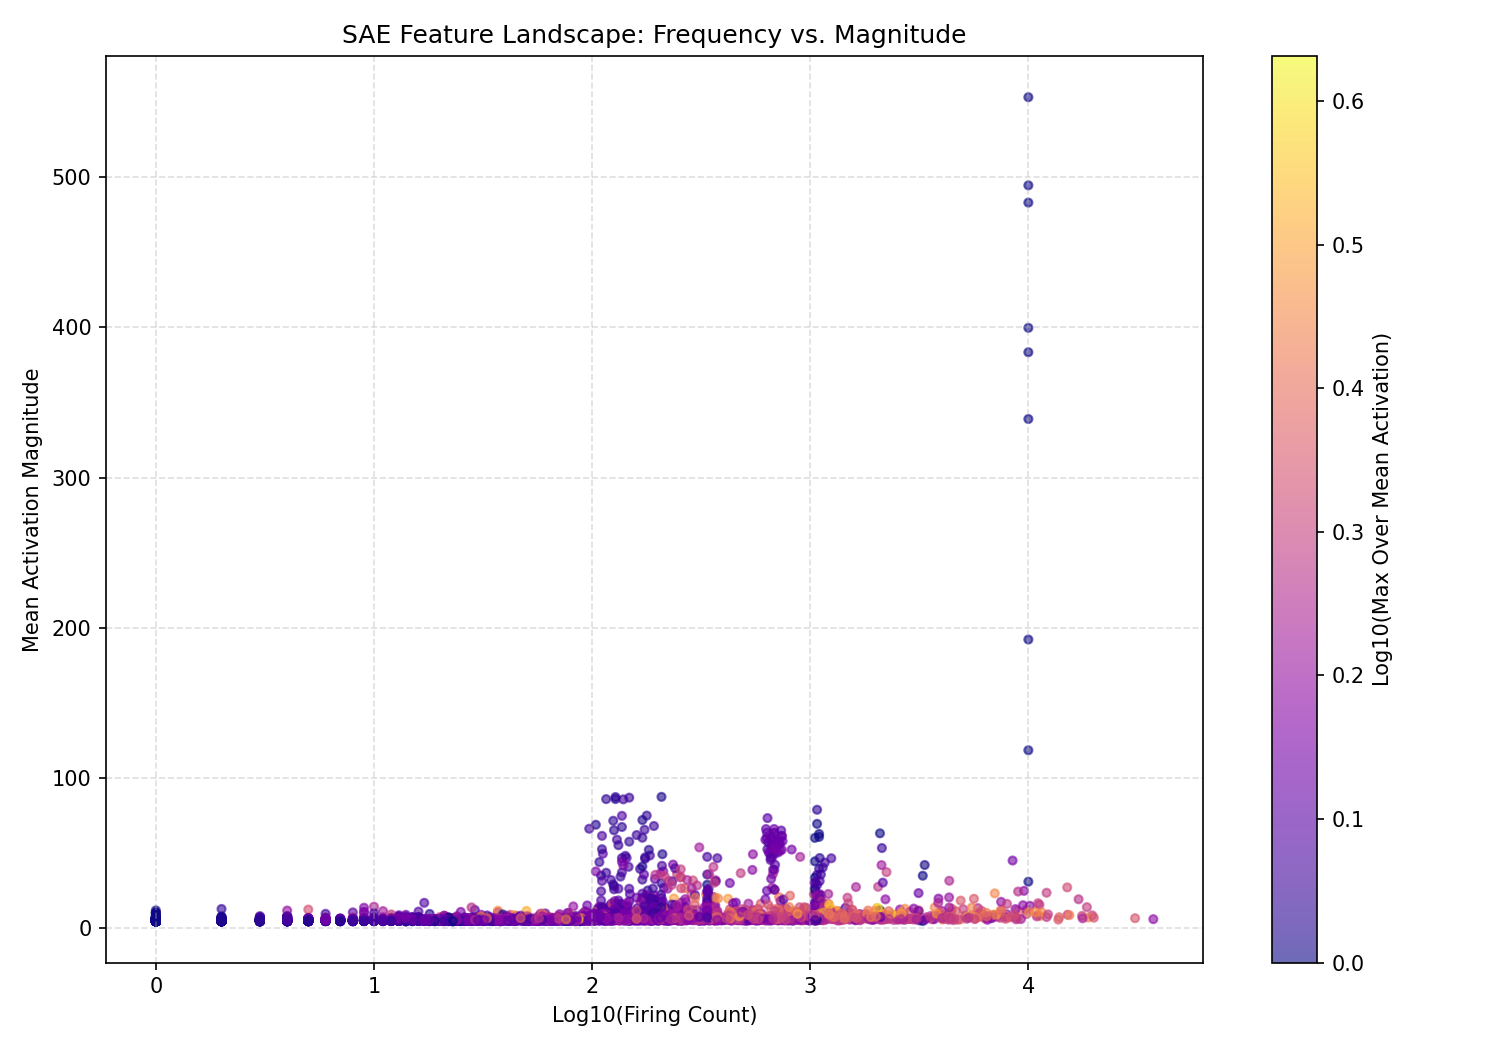 SAE Feature Landscape: Frequency vs. Magnitude
Mean Activation Magnitude
500
400
300
200
100
0
0 1 2 3 4
Log10(Firing Count)
0.6
0.5
0.4
0.3
0.2
0.1
0.0
Log10(Max Over Mean Activation)